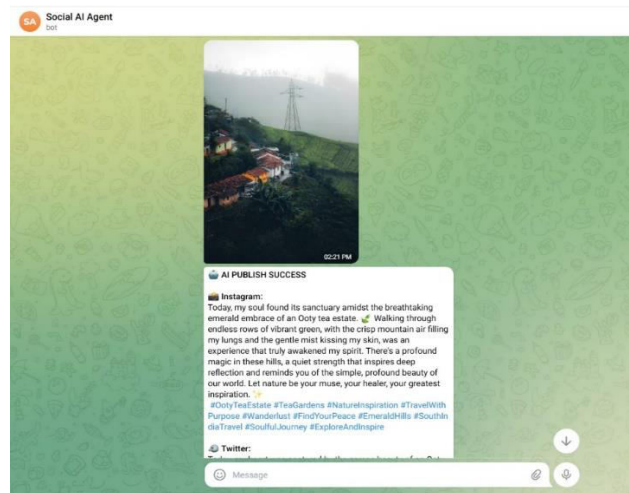 SA
Social AI Agent
bot
02:21 PM
🤖 AI PUBLISH SUCCESS
📸 Instagram:
Today, my soul found its sanctuary amidst the breathtaking
emerald embrace of an Ooty tea estate. 🌿 Walking through
endless rows of vibrant green, with the crisp mountain air filling
my lungs and the gentle mist kissing my skin, was an
experience that truly awakened my spirit. There's a profound
magic in these hills, a quiet strength that inspires deep
reflection and reminds you of the simple, profound beauty of
our world. Let nature be your muse, your healer, your greatest
inspiration. ✨
#OotyTeaEstate #TeaGardens #NatureInspiration #TravelWith
Purpose #Wanderlust #FindYourPeace #EmeraldHills #SouthIn
diaTravel #SoulfulJourney #ExploreAndInspire
🐦 Twitter:
Message